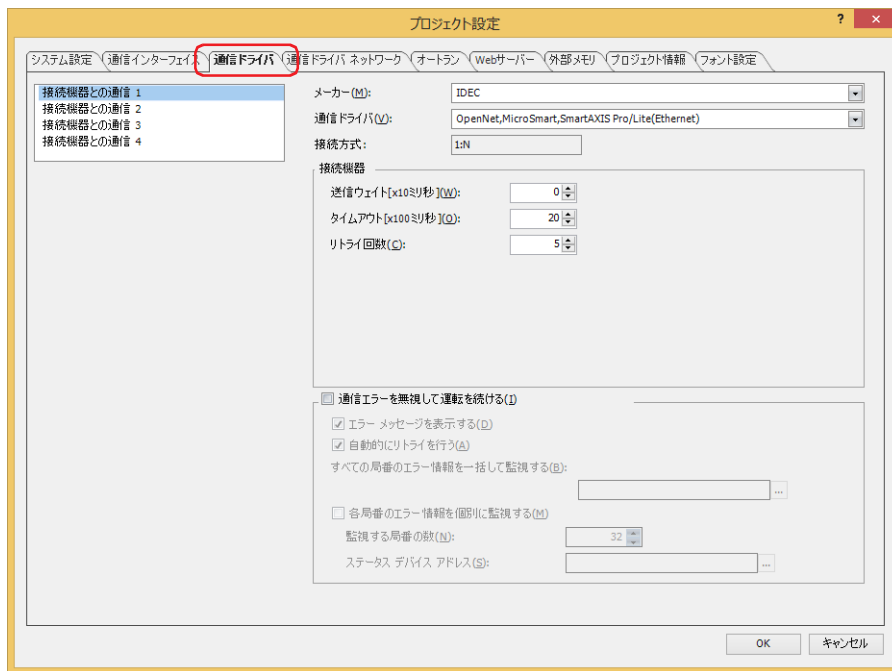 プロジェクト設定
? ×
システム設定 通信インターフェイス 通信ドライバ 通信ドライバ ネットワーク オートラン Webサーバー 外部メモリ プロジェクト情報 フォント設定
接続機器との通信 1
接続機器との通信 2
接続機器との通信 3
接続機器との通信 4
メーカー(M): IDEC
通信ドライバ(V): OpenNet,MicroSmart,SmartAXIS Pro/Lite(Ethernet)
接続方式: 1:N
接続機器
送信ウェイト[x10ミリ秒](W): 0
タイムアウト[x100ミリ秒](O): 20
リトライ回数(C): 5
通信エラーを無視して運転を続ける(I)
エラー メッセージを表示する(D)
自動的にリトライを行う(A)
すべての局番のエラー情報を一括して監視する(B):
...
各局番のエラー情報を個別に監視する(M)
監視する局番の数(N): 32
ステータス デバイス アドレス(S): ...
OK キャンセル